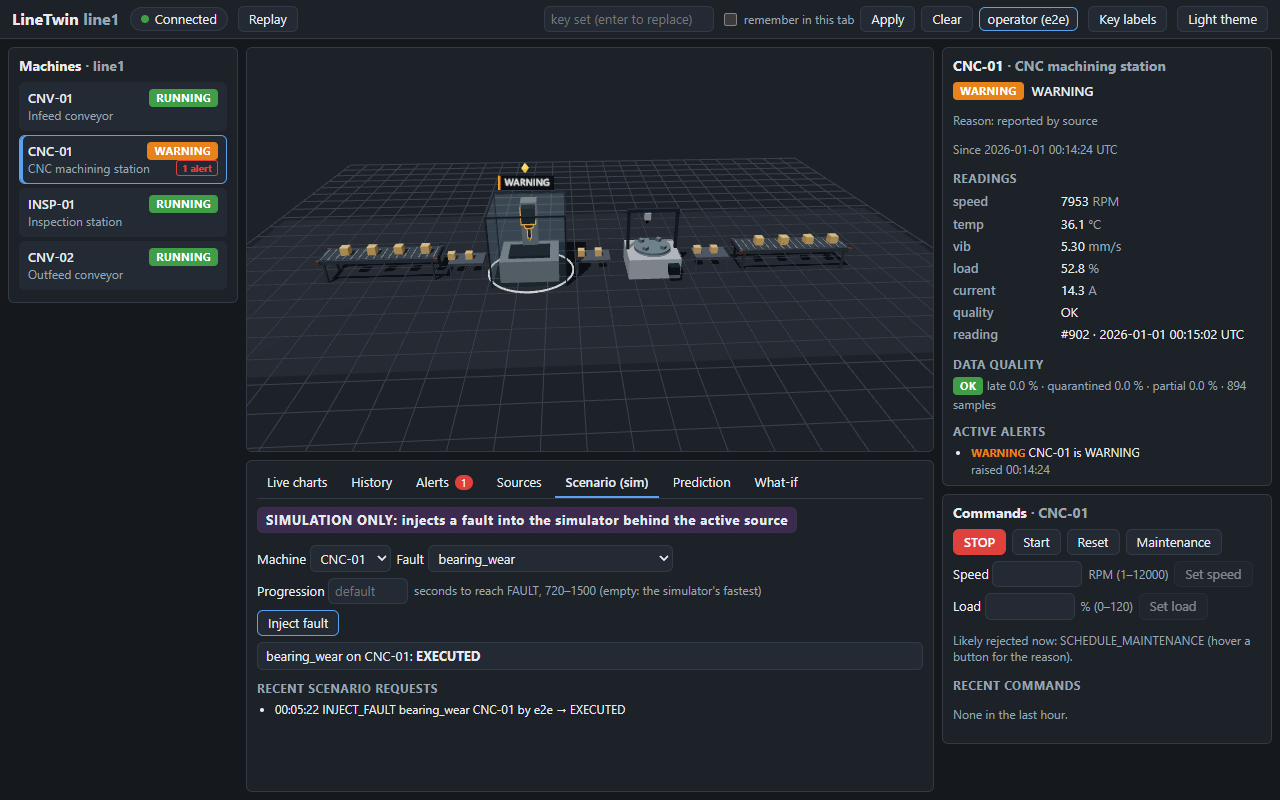 LineTwin line1 Connected Replay key set (enter to replace) remember in this tab Apply Clear operator (e2e) Key labels Light theme
Machines · line1
CNV-01 RUNNING
Infeed conveyor
CNC-01 WARNING
CNC machining station 1 alert
INSP-01 RUNNING
Inspection station
CNV-02 RUNNING
Outfeed conveyor
WARNING
Live charts History Alerts 1 Sources Scenario (sim) Prediction What-if
SIMULATION ONLY: injects a fault into the simulator behind the active source
Machine CNC-01 Fault bearing_wear
Progression default seconds to reach FAULT, 720–1500 (empty: the simulator's fastest)
Inject fault
bearing_wear on CNC-01: EXECUTED
RECENT SCENARIO REQUESTS
00:05:22 INJECT_FAULT bearing_wear CNC-01 by e2e → EXECUTED
CNC-01 · CNC machining station
WARNING WARNING
Reason: reported by source
Since 2026-01-01 00:14:24 UTC
READINGS
speed 7953 RPM
temp 36.1 °C
vib 5.30 mm/s
load 52.8 %
current 14.3 A
quality OK
reading #902 · 2026-01-01 00:15:02 UTC
DATA QUALITY
OK late 0.0 % · quarantined 0.0 % · partial 0.0 % · 894
samples
ACTIVE ALERTS
WARNING CNC-01 is WARNING
raised 00:14:24
Commands · CNC-01
STOP Start Reset Maintenance
Speed RPM (1–12000) Set speed
Load % (0–120) Set load
Likely rejected now: SCHEDULE_MAINTENANCE (hover a
button for the reason).
RECENT COMMANDS
None in the last hour.